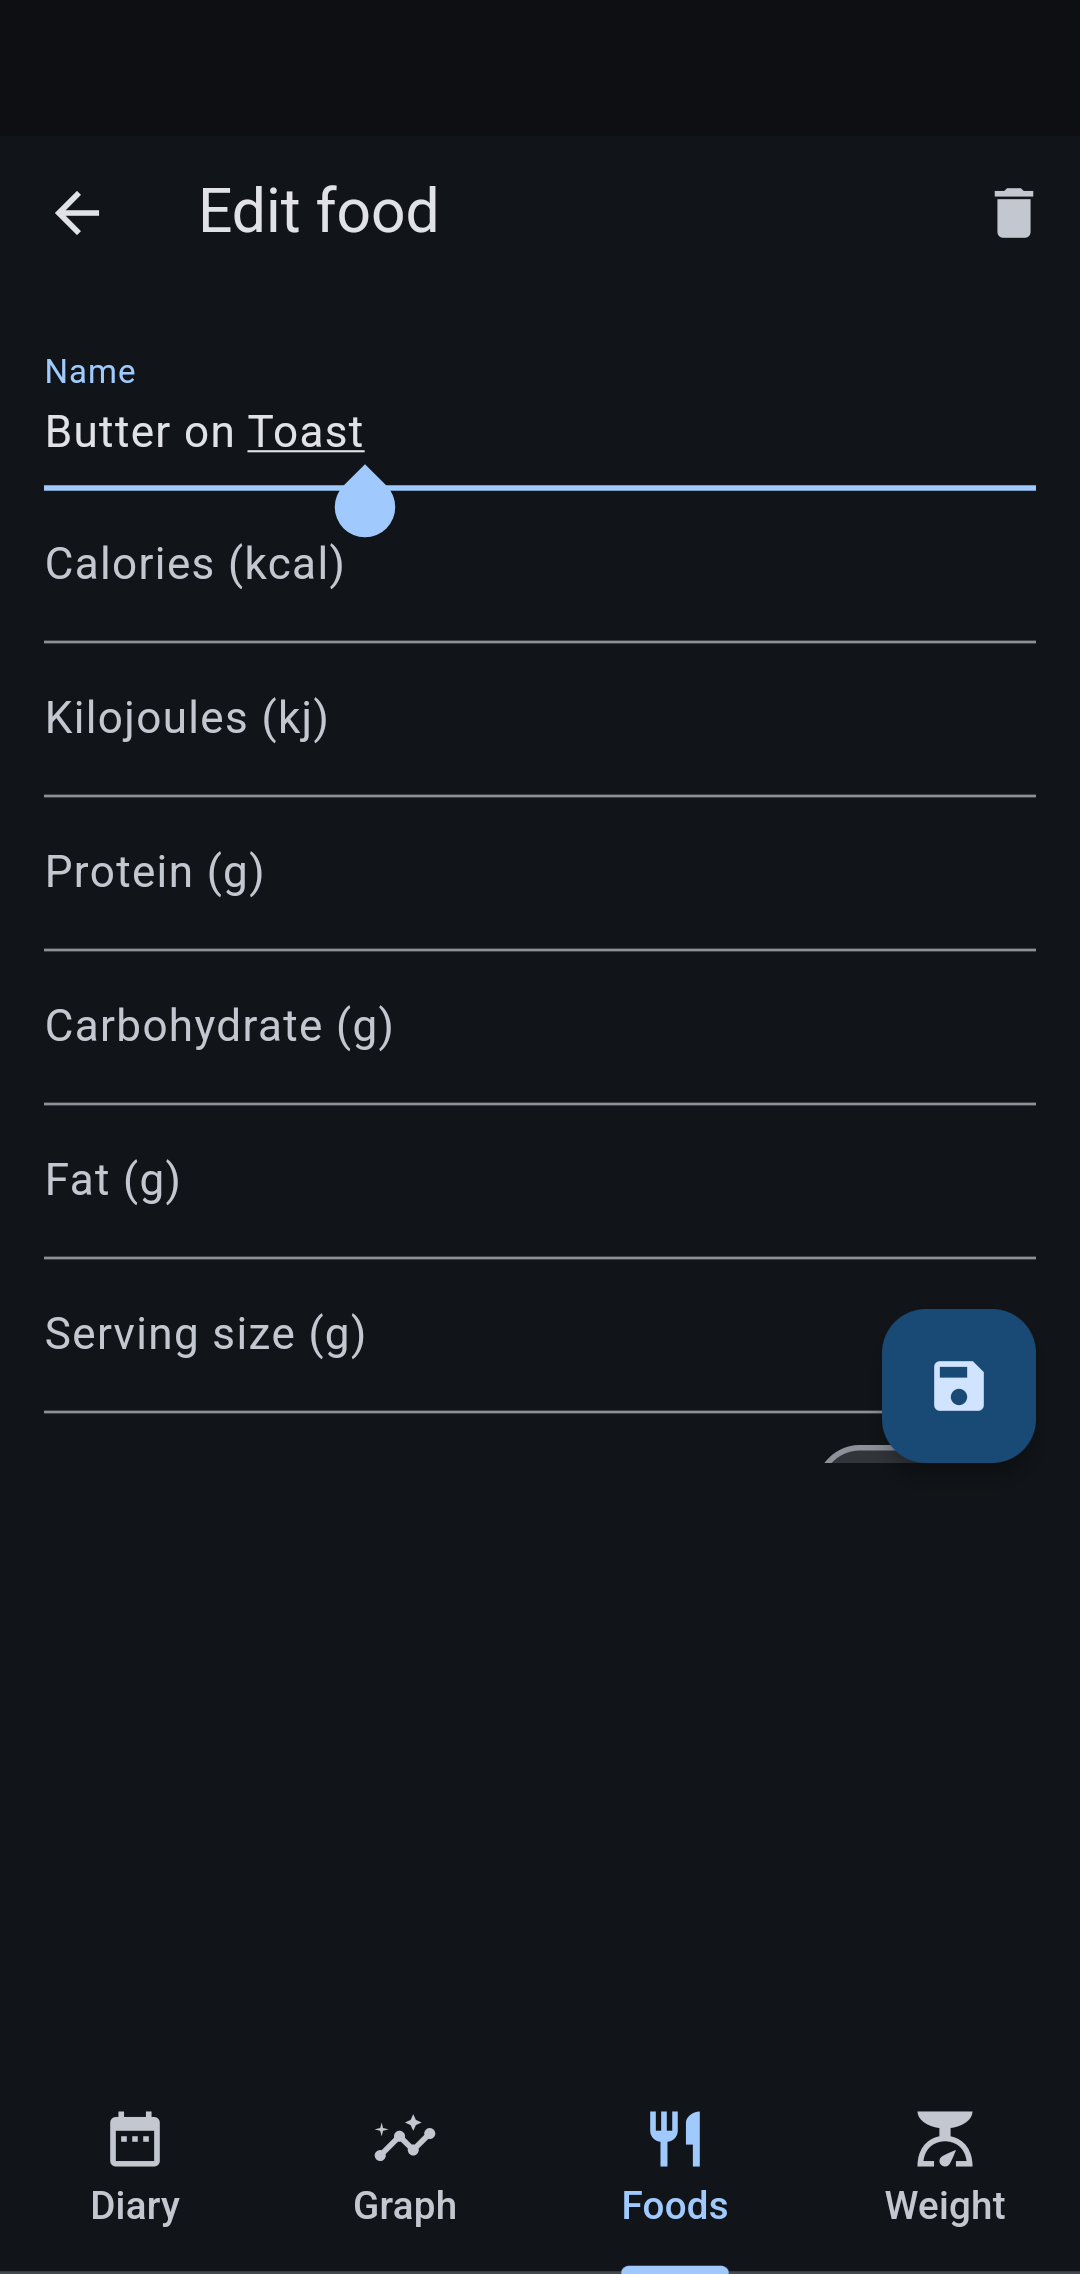 Edit food
Name
Butter on Toast
Calories (kcal)
Kilojoules (kj)
Protein (g)
Carbohydrate (g)
Fat (g)
Serving size (g)
Diary
Graph
Foods
Weight